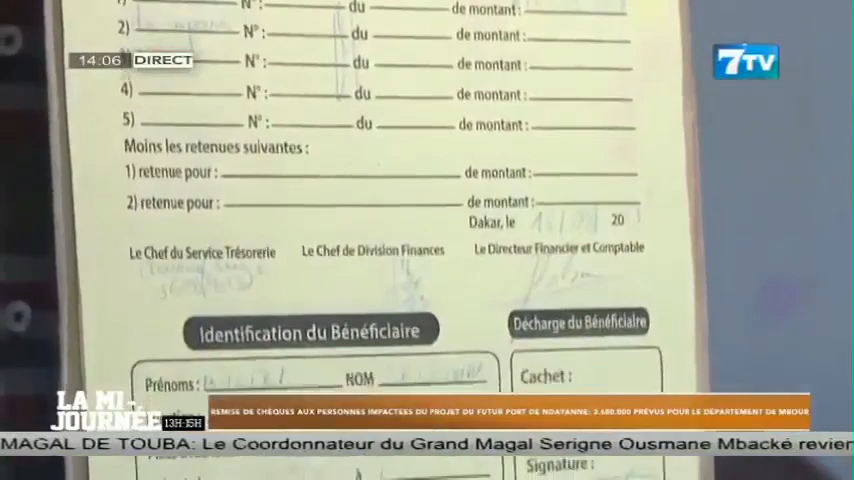 1) N°: du de montant :
2) N°: du de montant :
N°: du de montant :
4) N°: du de montant :
5) N°: du de montant :
14:06 DIRECT
7TV
Moins les retenues suivantes :
1) retenue pour : de montant :
2) retenue pour : de montant :
Dakar, le 20
Le Chef du Service Trésorerie Le Chef de Division Finances Le Directeur Financier et Comptable
Identification du Bénéficiaire Décharge du Bénéficiaire
Prénoms : NOM Cachet :
LA MI-JOURNÉE 13H-15H
REMISE DE CHÈQUES AUX PERSONNES IMPACTÉES DU PROJET DU FUTUR PORT DE NDAYANNE: 2.680.000 PRÉVUS POUR LE DÉPARTEMENT DE MBOUR
MAGAL DE TOUBA: Le Coordonnateur du Grand Magal Serigne Ousmane Mbacké revier
Signature :